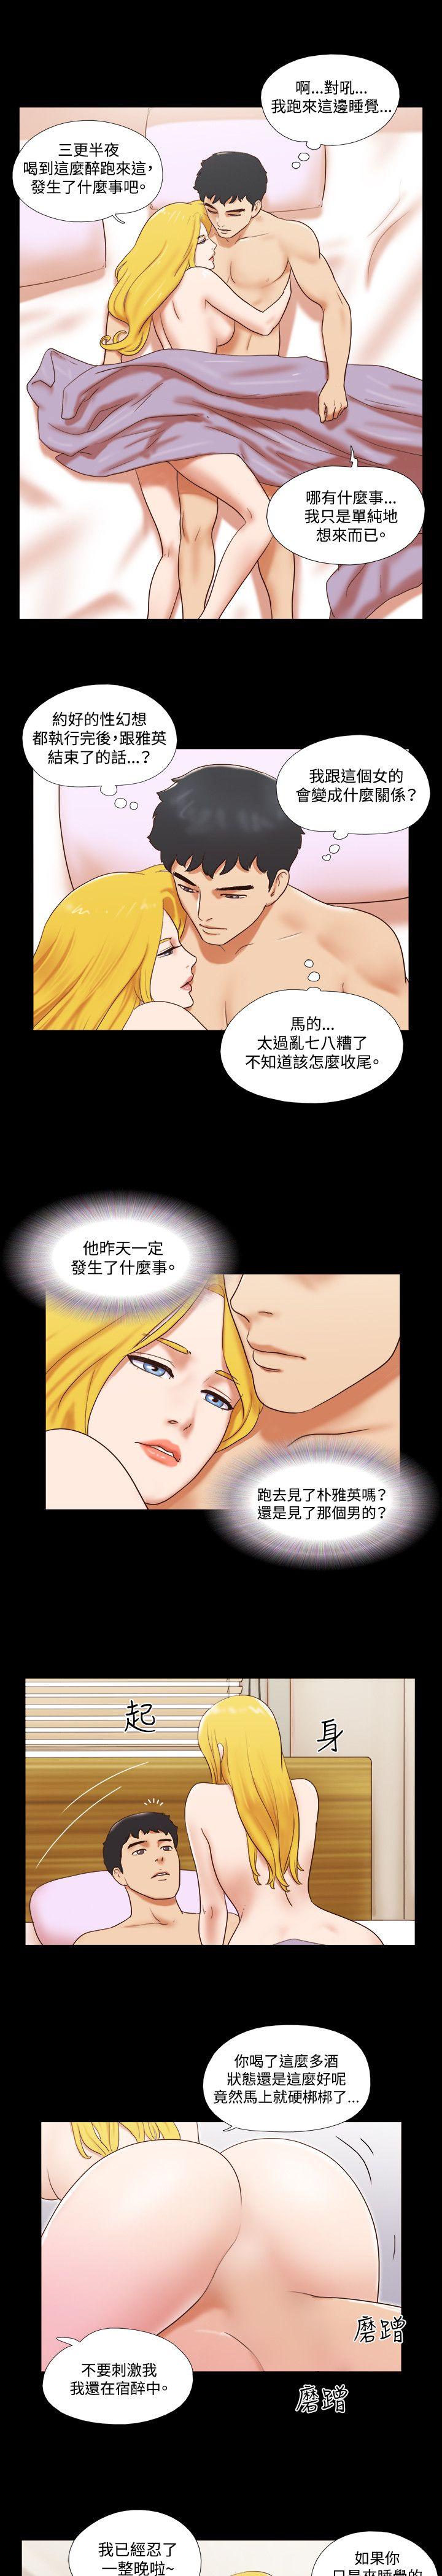 啊...對吼...
我跑來這邊睡覺...
三更半夜
喝到這麼醉跑來這，
發生了什麼事吧。
哪有什麼事...
我只是單純地
想來而已。
約好的性幻想
都執行完後，跟雅英
結束了的話...？
我跟這個女的
會變成什麼關係？
馬的...
太過亂七八糟了
不知道該怎麼收尾。
他昨天一定
發生了什麼事。
跑去見了朴雅英嗎？
還是見了那個男的？
起
身
你喝了這麼多酒
狀態還是這麼好呢
竟然馬上就硬梆梆了...
磨蹭
不要刺激我
我還在宿醉中。
磨蹭
我已經忍了
一整晚啦~
如果你